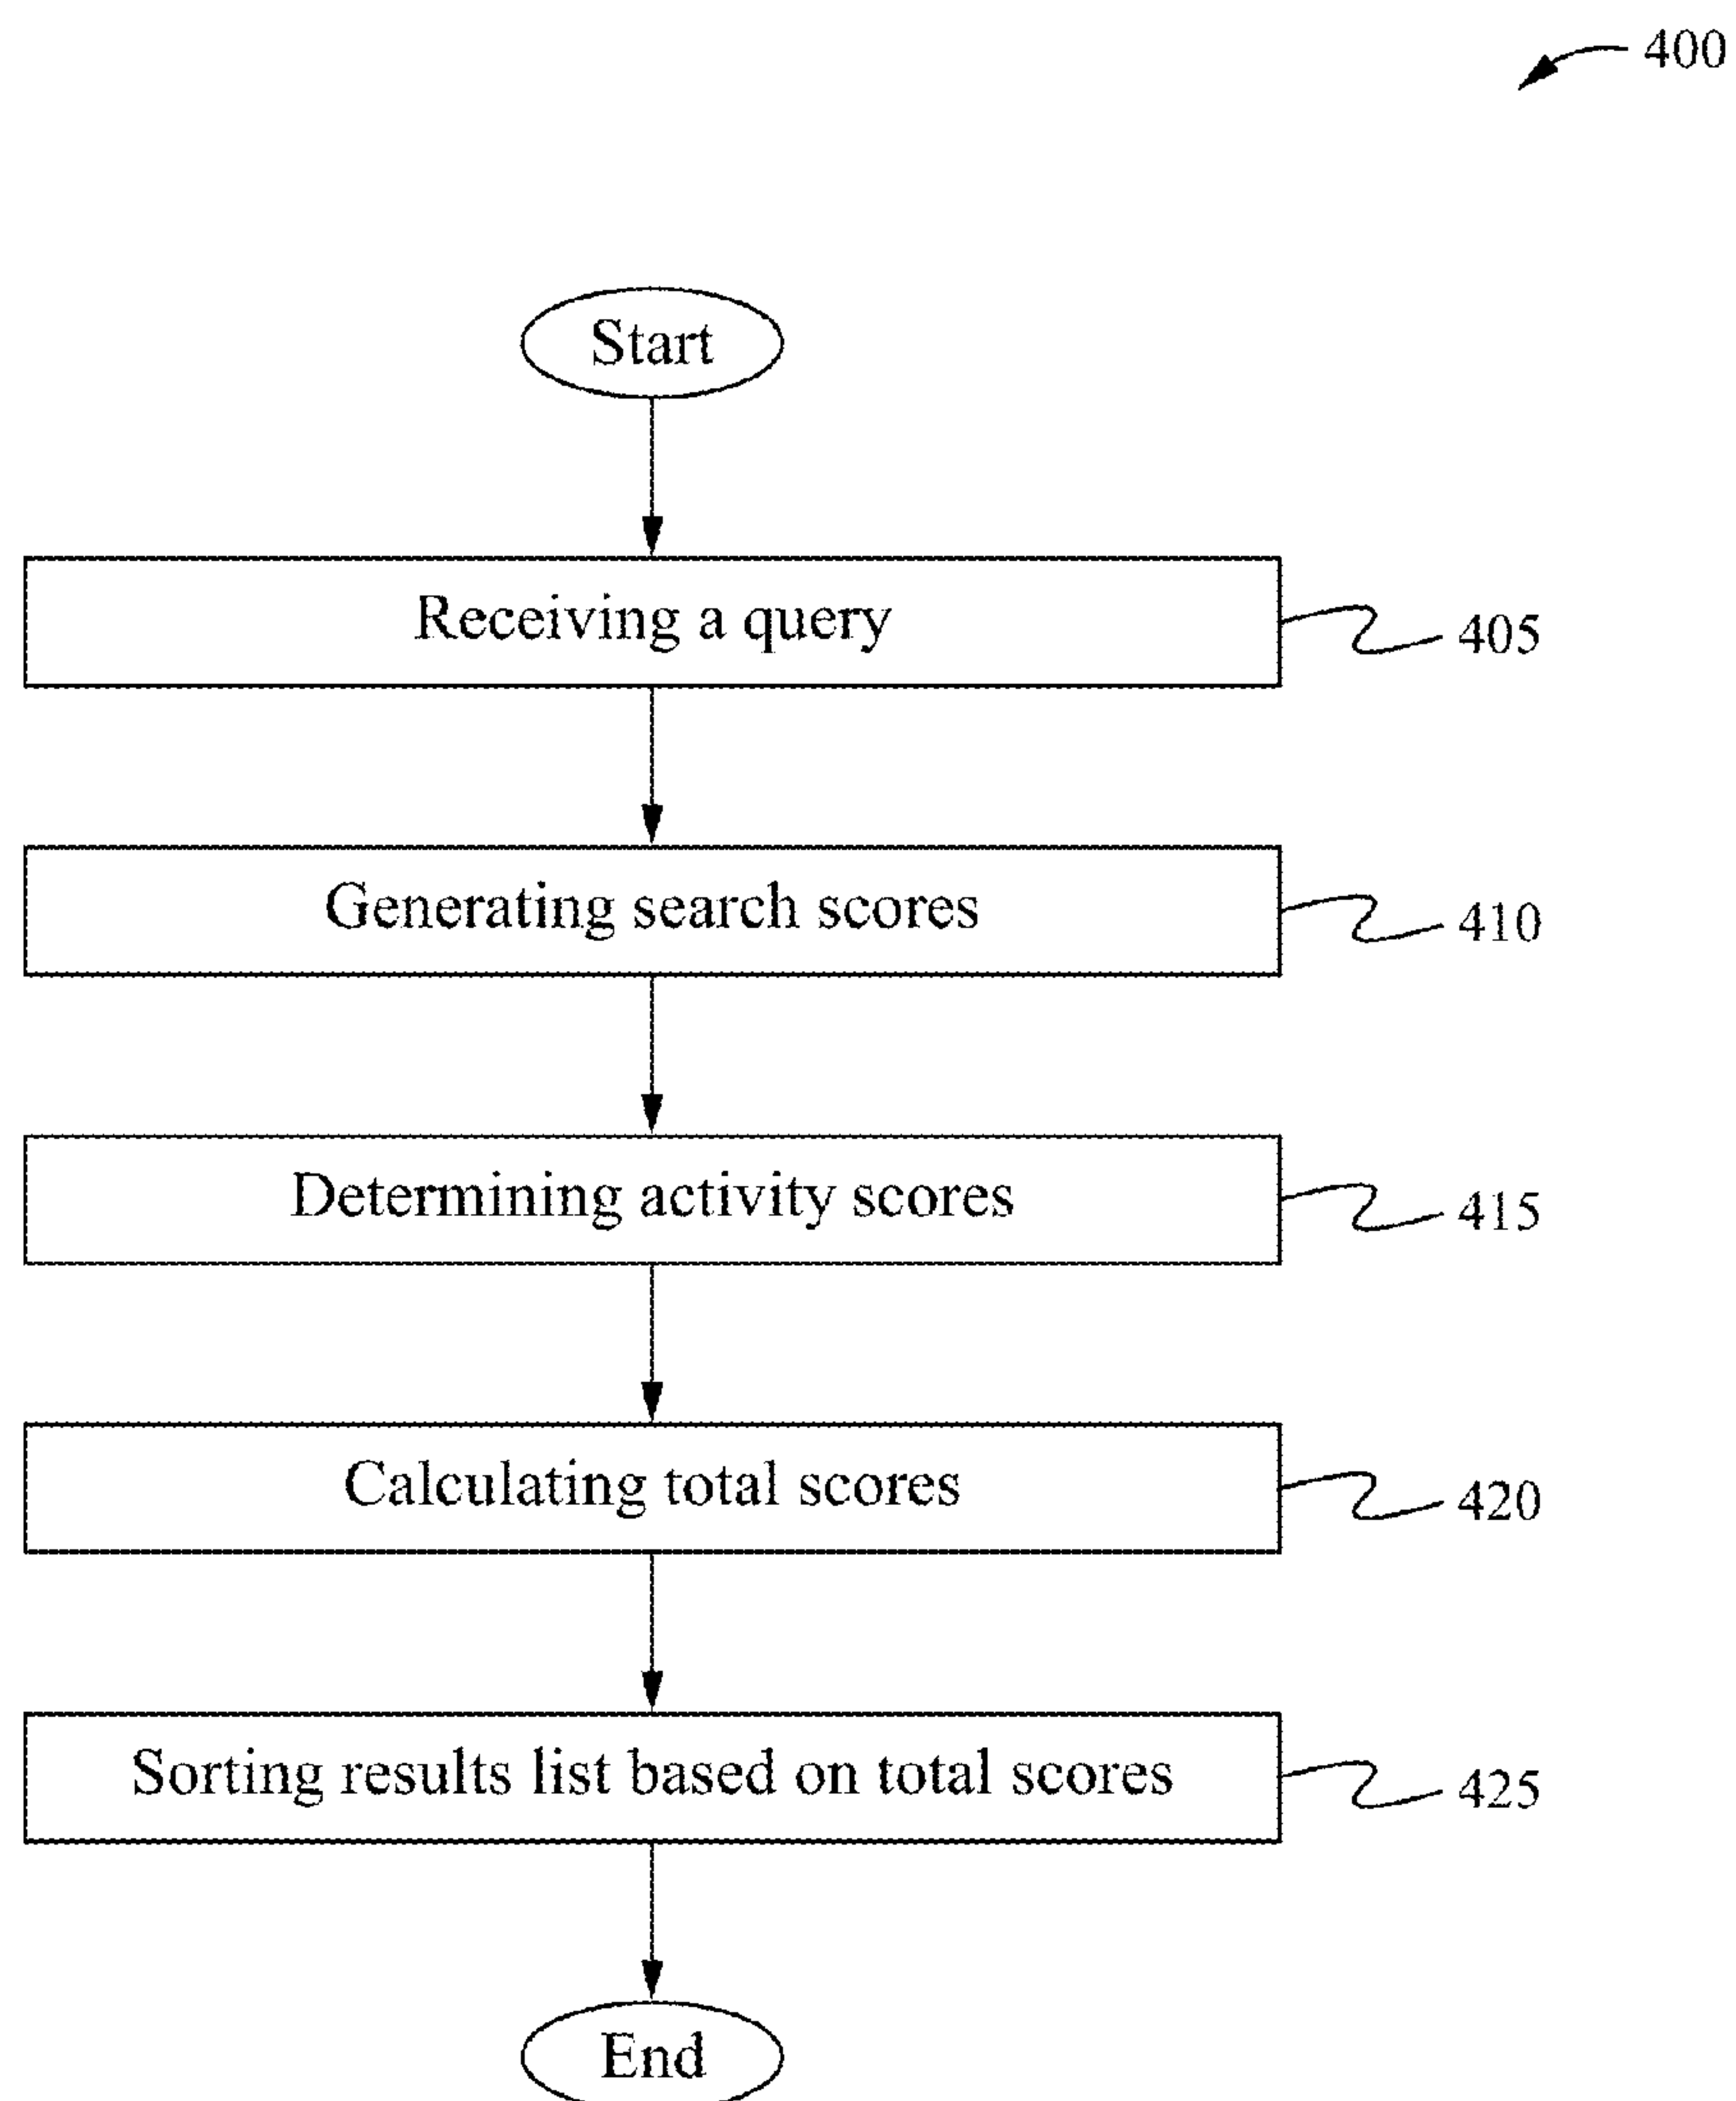 400
Start
Receiving a query
405
Generating search scores
410
Determining activity scores
415
Calculating total scores
420
Sorting results list based on total scores
425
End